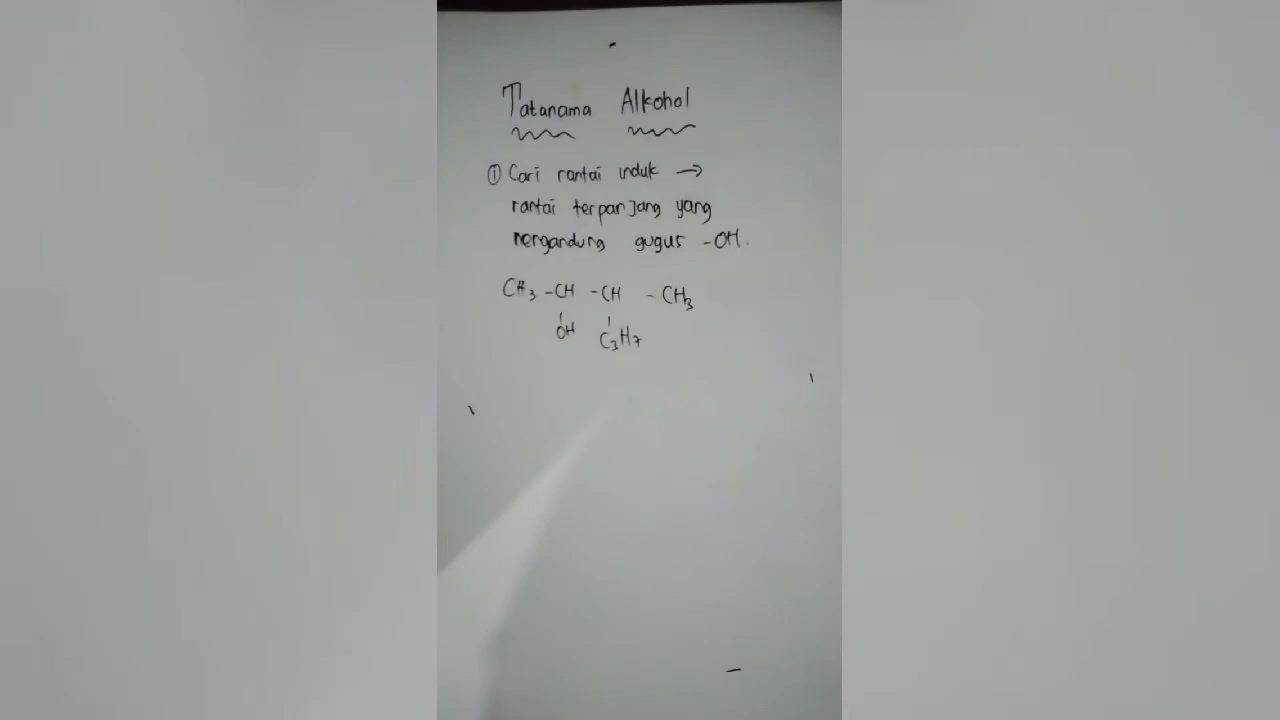 Tatanama Alkohol
① Cari rantai induk →
rantai terpanjang yang
mengandung gugus -OH.
CH3 -CH -CH - CH3
OH C3H7